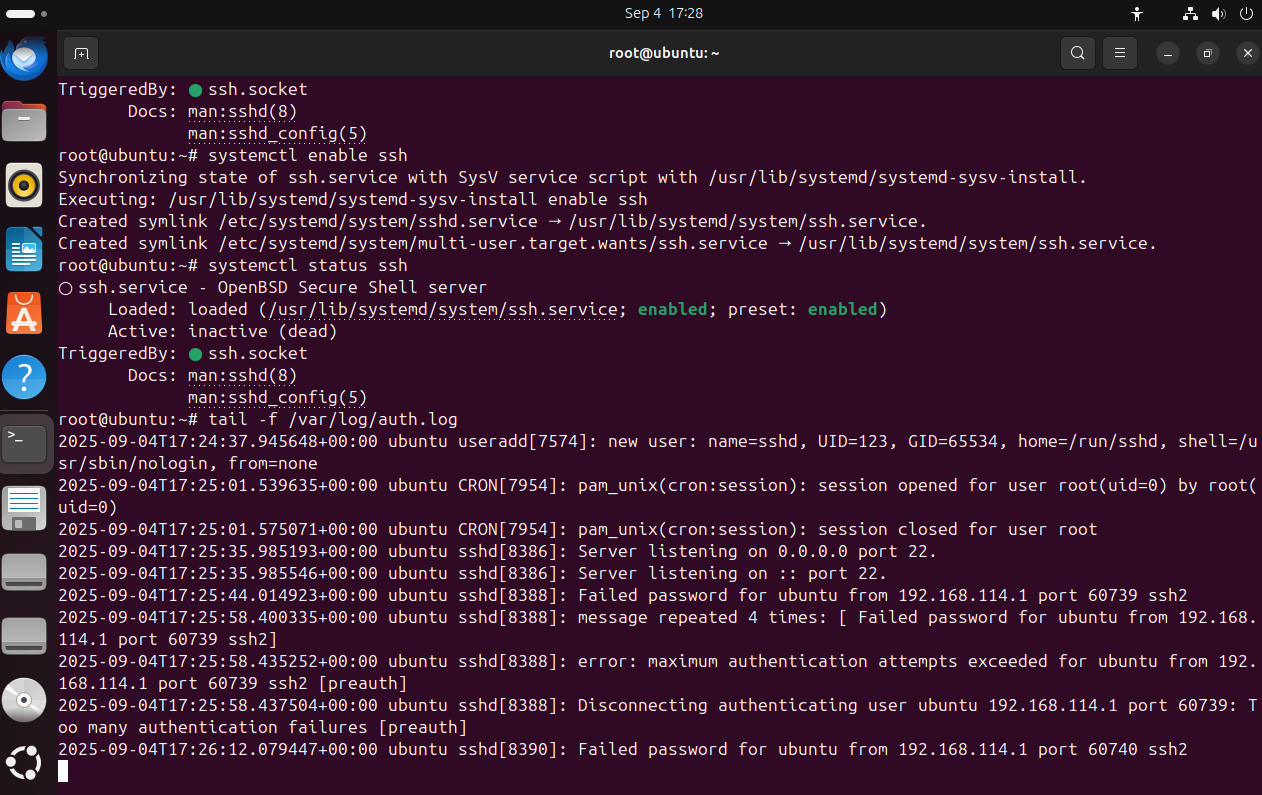 Sep 4 17:28
root@ubuntu: ~
TriggeredBy: ● ssh.socket
Docs: man:sshd(8)
man:sshd_config(5)
root@ubuntu:~# systemctl enable ssh
Synchronizing state of ssh.service with SysV service script with /usr/lib/systemd/systemd-sysv-install.
Executing: /usr/lib/systemd/systemd-sysv-install enable ssh
Created symlink /etc/systemd/system/sshd.service → /usr/lib/systemd/system/ssh.service.
Created symlink /etc/systemd/system/multi-user.target.wants/ssh.service → /usr/lib/systemd/system/ssh.service.
root@ubuntu:~# systemctl status ssh
○ ssh.service - OpenBSD Secure Shell server
Loaded: loaded (/usr/lib/systemd/system/ssh.service; enabled; preset: enabled)
Active: inactive (dead)
TriggeredBy: ● ssh.socket
Docs: man:sshd(8)
man:sshd_config(5)
root@ubuntu:~# tail -f /var/log/auth.log
2025-09-04T17:24:37.945648+00:00 ubuntu useradd[7574]: new user: name=sshd, UID=123, GID=65534, home=/run/sshd, shell=/u
sr/sbin/nologin, from=none
2025-09-04T17:25:01.539635+00:00 ubuntu CRON[7954]: pam_unix(cron:session): session opened for user root(uid=0) by root(
uid=0)
2025-09-04T17:25:01.575071+00:00 ubuntu CRON[7954]: pam_unix(cron:session): session closed for user root
2025-09-04T17:25:35.985193+00:00 ubuntu sshd[8386]: Server listening on 0.0.0.0 port 22.
2025-09-04T17:25:35.985546+00:00 ubuntu sshd[8386]: Server listening on :: port 22.
2025-09-04T17:25:44.014923+00:00 ubuntu sshd[8388]: Failed password for ubuntu from 192.168.114.1 port 60739 ssh2
2025-09-04T17:25:58.400335+00:00 ubuntu sshd[8388]: message repeated 4 times: [ Failed password for ubuntu from 192.168.
114.1 port 60739 ssh2]
2025-09-04T17:25:58.435252+00:00 ubuntu sshd[8388]: error: maximum authentication attempts exceeded for ubuntu from 192.
168.114.1 port 60739 ssh2 [preauth]
2025-09-04T17:25:58.437504+00:00 ubuntu sshd[8388]: Disconnecting authenticating user ubuntu 192.168.114.1 port 60739: T
oo many authentication failures [preauth]
2025-09-04T17:26:12.079447+00:00 ubuntu sshd[8390]: Failed password for ubuntu from 192.168.114.1 port 60740 ssh2